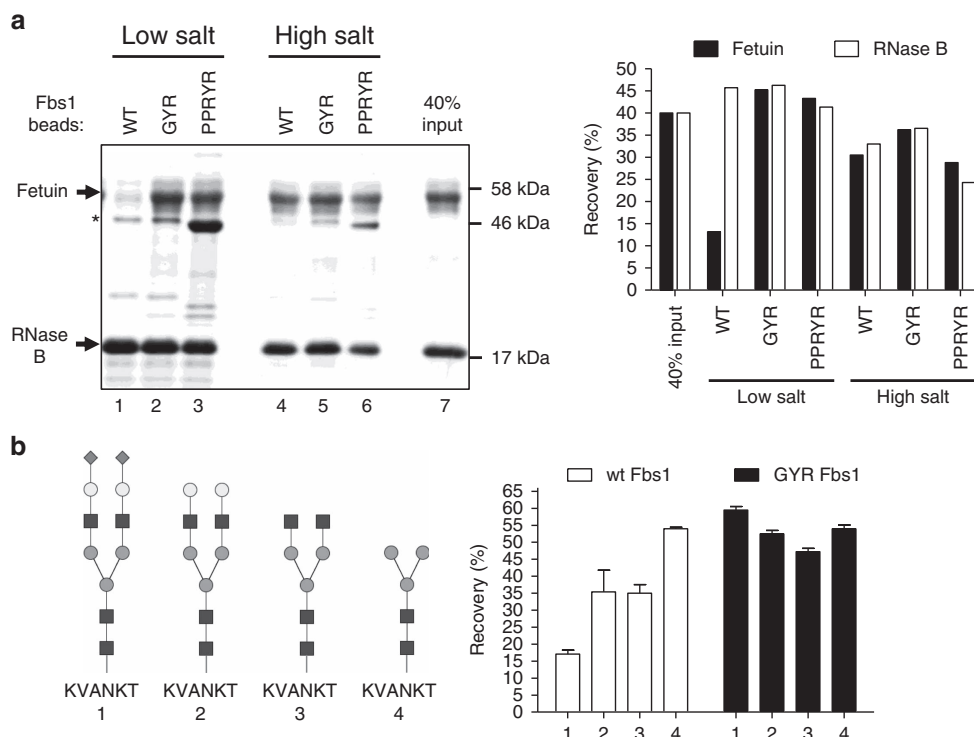 a
Low salt
High salt
Fbs1
beads:
WT
GYR
PPRYR
WT
GYR
PPRYR
40%
input
Fetuin
*
RNase
B
58 kDa
46 kDa
17 kDa
1 2 3 4 5 6 7
Fetuin
RNase B
Recovery (%)
50
45
40
35
30
25
20
15
10
5
0
40% input
WT
GYR
PPRYR
WT
GYR
PPRYR
Low salt
High salt
b
KVANKT KVANKT KVANKT KVANKT
1 2 3 4
wt Fbs1
GYR Fbs1
Recovery (%)
65
60
55
50
45
40
35
30
25
20
15
10
5
0
1 2 3 4 1 2 3 4